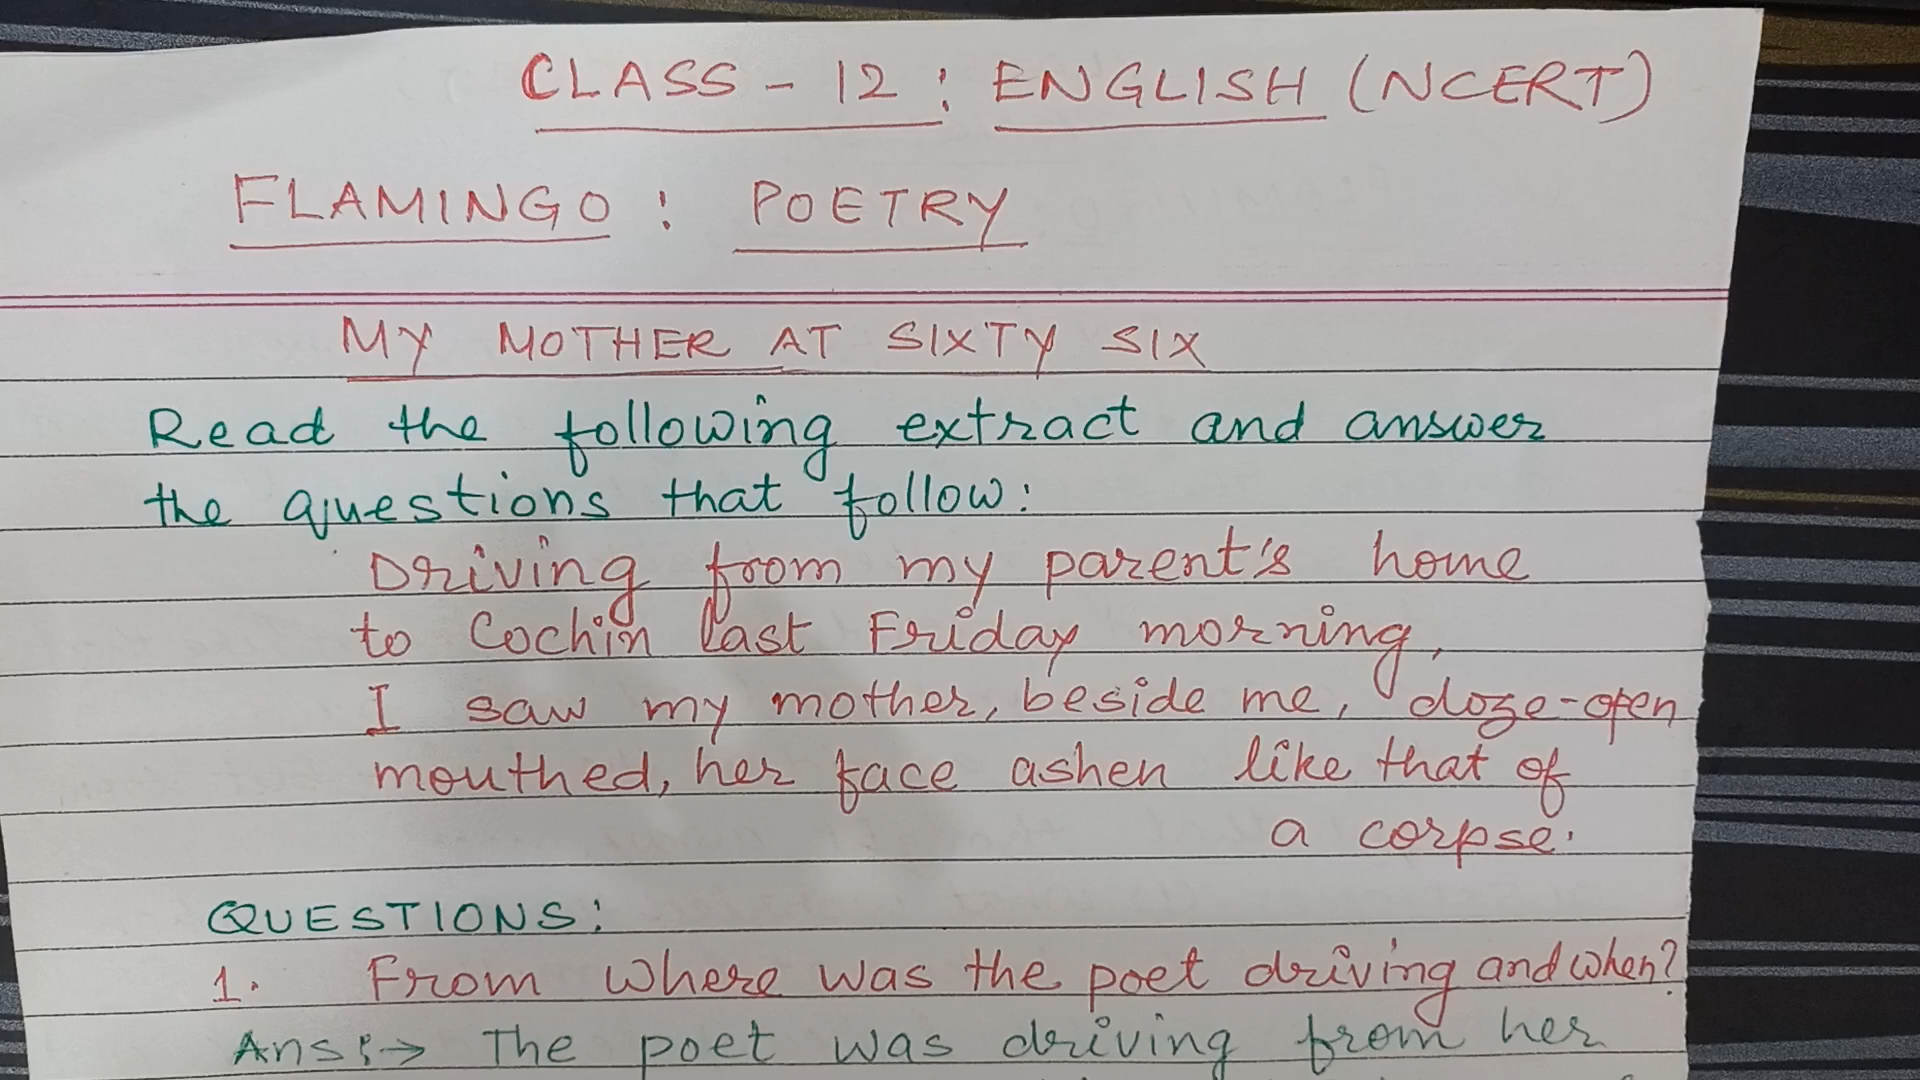 CLASS - 12 : ENGLISH (NCERT)
FLAMINGO : POETRY
MY MOTHER AT SIXTY SIX
Read the following extract and answer
the questions that follow:
Driving from my parent's home
to Cochin last Friday morning,
I saw my mother, beside me, doze-open
mouthed, her face ashen like that of
a corpse.
QUESTIONS:
1. From where was the poet driving and when?
Ans:→ The poet was driving from her